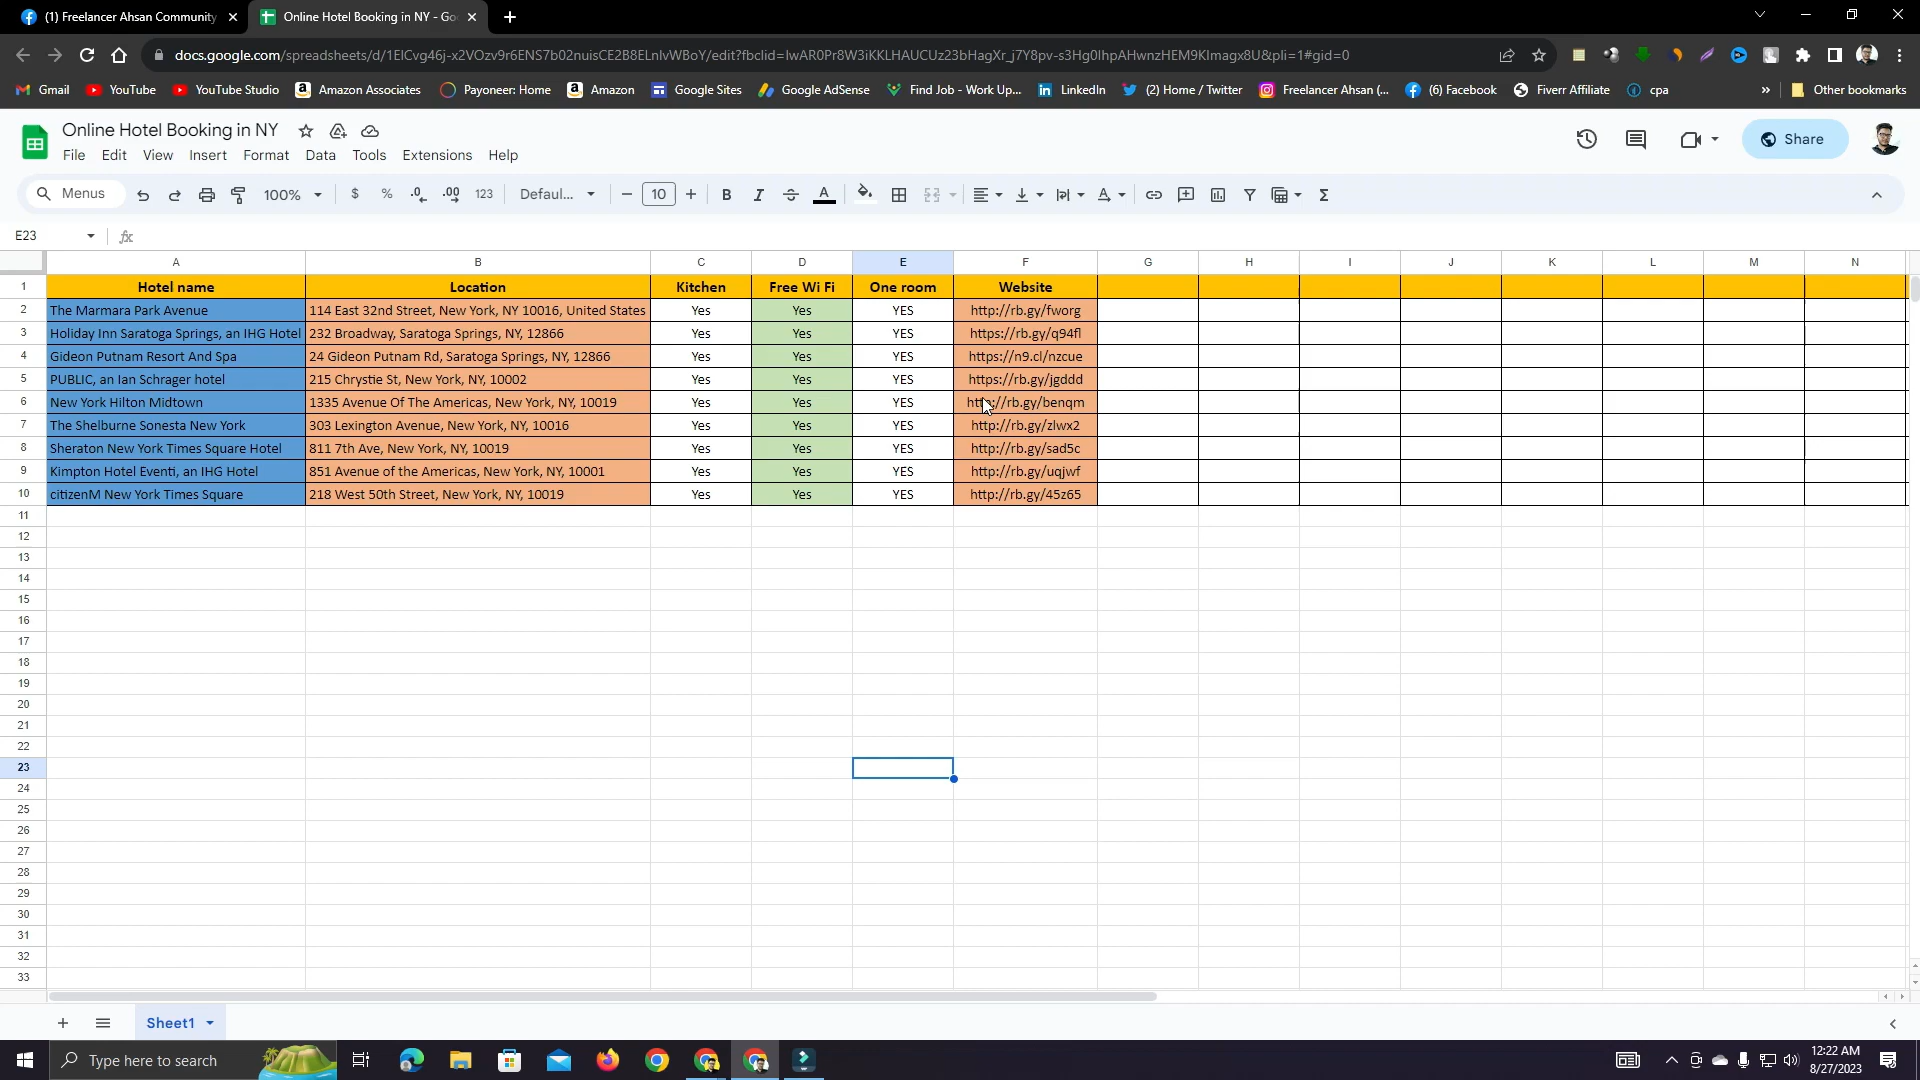 (1) Freelancer Ahsan Community
Online Hotel Booking in NY - Go
docs.google.com/spreadsheets/d/1ElCvg46j-x2VOzv9r6ENS7b02nuisCE2B8ELnlvWBoY/edit?fbclid=IwAR0Pr8W3iKKLHAUCUz23bHagXr_j7Y8pv-s3Hg0IhpAHwnzHEM9KImagx8U&pli=1#gid=0
Gmail YouTube YouTube Studio Amazon Associates Payoneer: Home Amazon Google Sites Google AdSense Find Job - Work Up... LinkedIn (2) Home / Twitter Freelancer Ahsan (... (6) Facebook Fiverr Affiliate cpa » Other bookmarks
Online Hotel Booking in NY
File Edit View Insert Format Data Tools Extensions Help
Share
Menus 100% $ % .0 .00 123 Defaul... − 10 + B I A Σ
E23 fx
A B C D E F G H I J K L M N
1 Hotel name Location Kitchen Free Wi Fi One room Website
2 The Marmara Park Avenue 114 East 32nd Street, New York, NY 10016, United States Yes Yes YES http://rb.gy/fworg
3 Holiday Inn Saratoga Springs, an IHG Hotel 232 Broadway, Saratoga Springs, NY, 12866 Yes Yes YES https://rb.gy/q94fl
4 Gideon Putnam Resort And Spa 24 Gideon Putnam Rd, Saratoga Springs, NY, 12866 Yes Yes YES https://n9.cl/nzcue
5 PUBLIC, an Ian Schrager hotel 215 Chrystie St, New York, NY, 10002 Yes Yes YES https://rb.gy/jgddd
6 New York Hilton Midtown 1335 Avenue Of The Americas, New York, NY, 10019 Yes Yes YES //rb.gy/benqm
7 The Shelburne Sonesta New York 303 Lexington Avenue, New York, NY, 10016 Yes Yes YES http://rb.gy/zlwx2
8 Sheraton New York Times Square Hotel 811 7th Ave, New York, NY, 10019 Yes Yes YES http://rb.gy/sad5c
9 Kimpton Hotel Eventi, an IHG Hotel 851 Avenue of the Americas, New York, NY, 10001 Yes Yes YES http://rb.gy/uqjwf
10 citizenM New York Times Square 218 West 50th Street, New York, NY, 10019 Yes Yes YES http://rb.gy/45z65
11
12
13
14
15
16
17
18
19
20
21
22
23
24
25
26
27
28
29
30
31
32
33
Sheet1
Type here to search
12:22 AM
8/27/2023